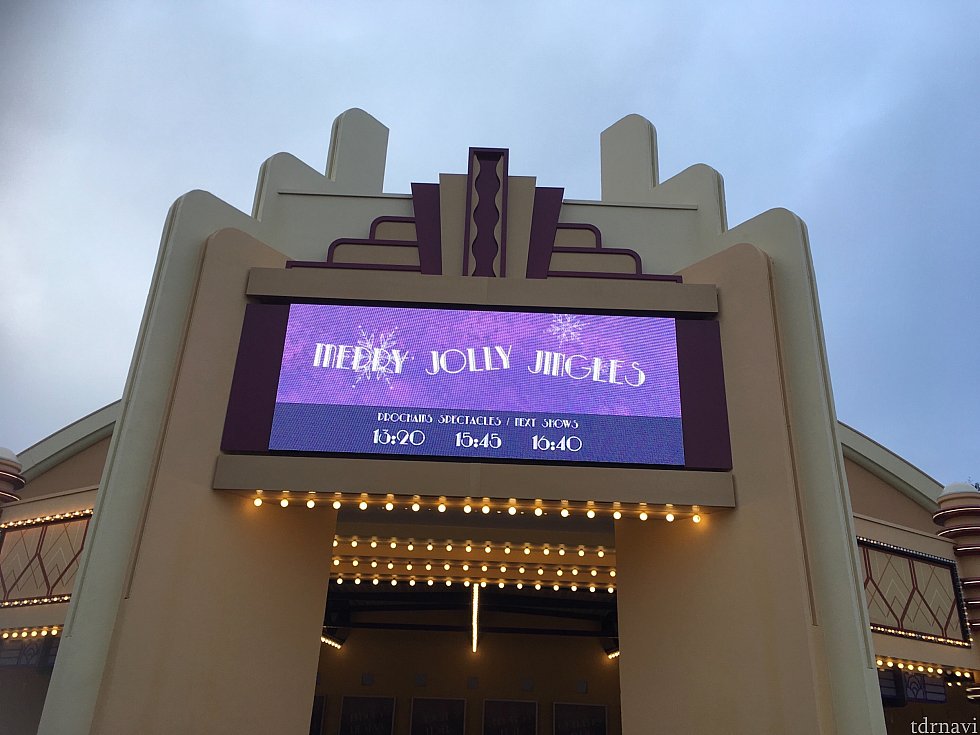 MERRY JOLLY JINGLES
PROCHAINS SPECTACLES / NEXT SHOWS
13:20 15:45 16:40
tdrnavi